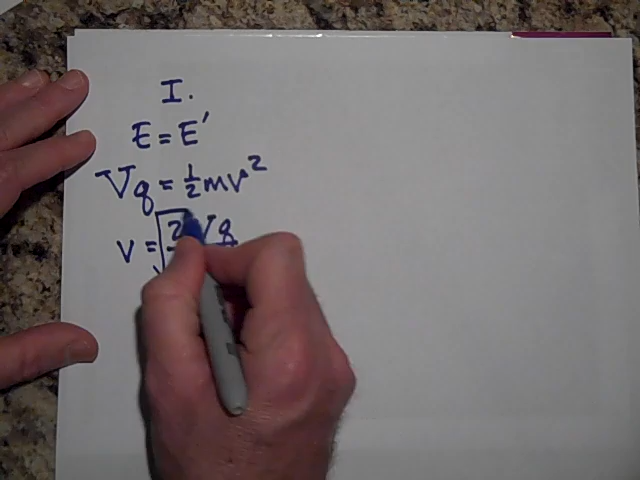 I.
E = E'
Vq = ½mv²
v = √2Vq